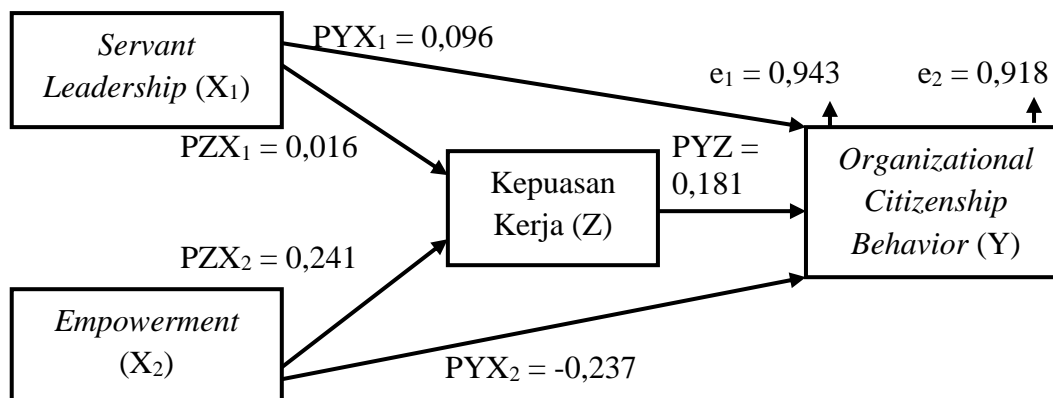 Servant
Leadership (X₁)
PYX₁ = 0,096
e₁ = 0,943
e₂ = 0,918
PZX₁ = 0,016
Kepuasan
Kerja (Z)
PYZ =
0,181
Organizational
Citizenship
Behavior (Y)
PZX₂ = 0,241
Empowerment
(X₂)
PYX₂ = -0,237